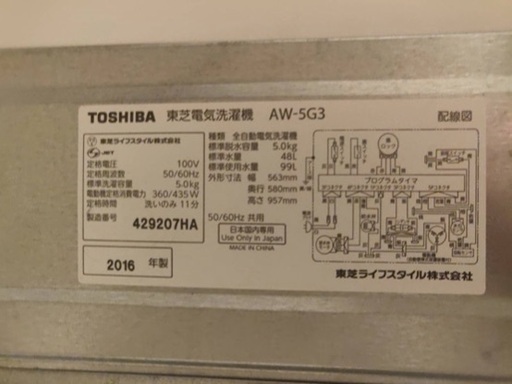 TOSHIBA 東芝電気洗濯機 AW-5G3 配線図
東芝ライフスタイル株式会社
JET
定格電圧 100V
定格周波数 50/60Hz
標準洗濯容量 5.0kg
電動機定格消費電力 360/435W
定格時間 洗いのみ 11分
製造番号 429207HA
2016 年製
種類 全自動電気洗濯機
標準脱水容量 5.0kg
標準水量 48L
標準使用水量 99L
外形寸法 幅 563mm
奥行 580mm
高さ 957mm
50/60Hz 共用
日本国内専用
Use Only in Japan
MADE IN CHINA
プログラムタイマ
東芝ライフスタイル株式会社